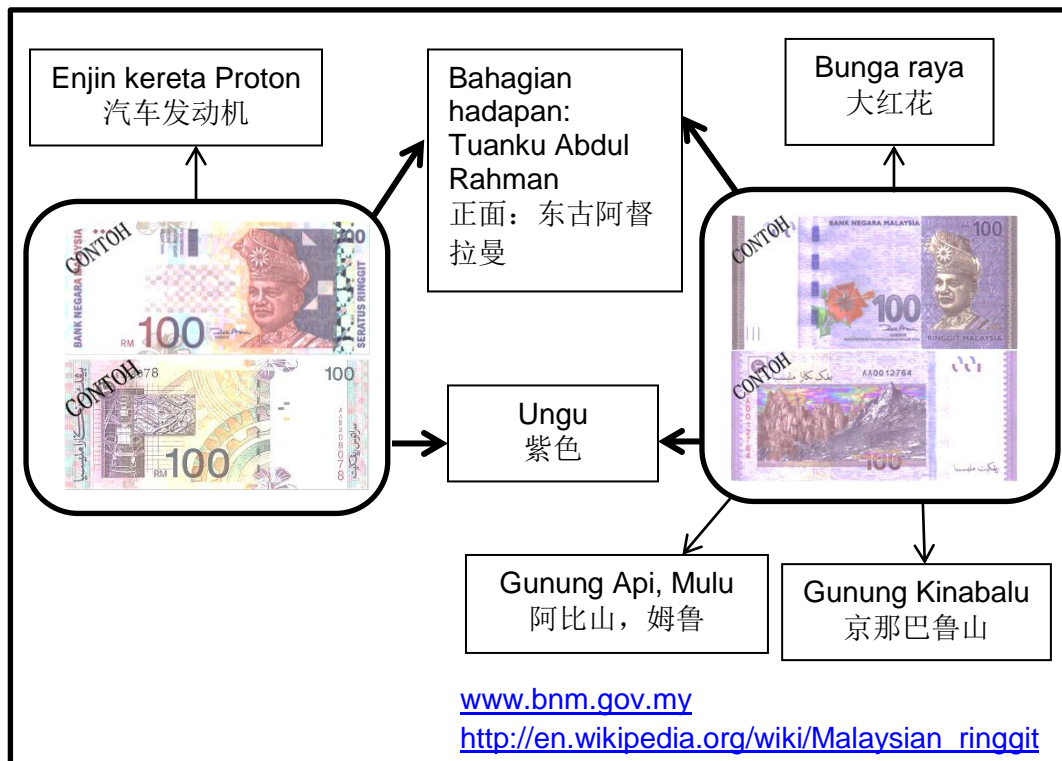 Enjin kereta Proton
汽车发动机
Bahagian
hadapan:
Tuanku Abdul
Rahman
正面：东古阿督
拉曼
Bunga raya
大红花
CONTOH
BANK NEGARA MALAYSIA
100
SERATUS RINGGIT
RM 100
CONTOH
100
RM 100
CONTOH
BANK NEGARA MALAYSIA
100
100
RINGGIT MALAYSIA
CONTOH
AA0012764
AA0012764
100
Ungu
紫色
Gunung Api, Mulu
阿比山，姆鲁
Gunung Kinabalu
京那巴鲁山
www.bnm.gov.my
http://en.wikipedia.org/wiki/Malaysian_ringgit